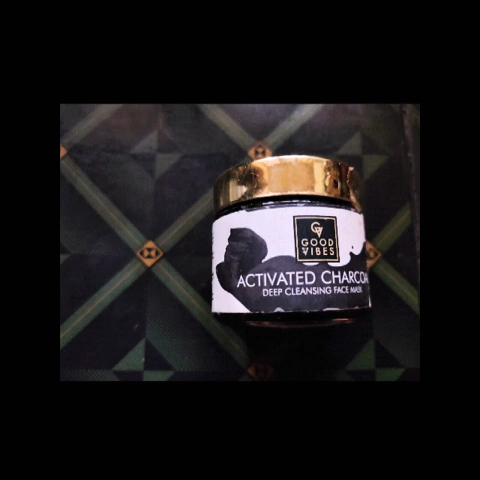 GV
GOOD
VIBES
ACTIVATED CHARCOA
DEEP CLEANSING FACE MASK